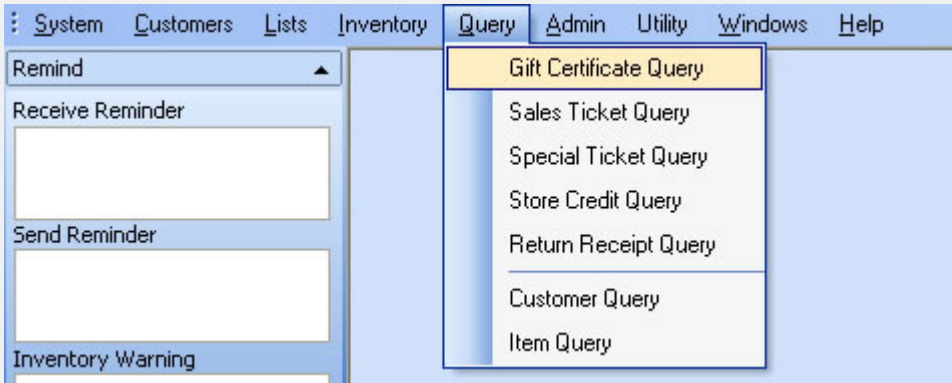 System Customers Lists Inventory Query Admin Utility Windows Help
Remind
Receive Reminder
Send Reminder
Inventory Warning
Gift Certificate Query
Sales Ticket Query
Special Ticket Query
Store Credit Query
Return Receipt Query
Customer Query
Item Query